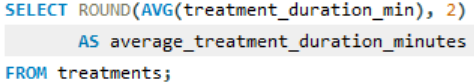 SELECT ROUND(AVG(treatment_duration_min), 2)
AS average_treatment_duration_minutes
FROM treatments;